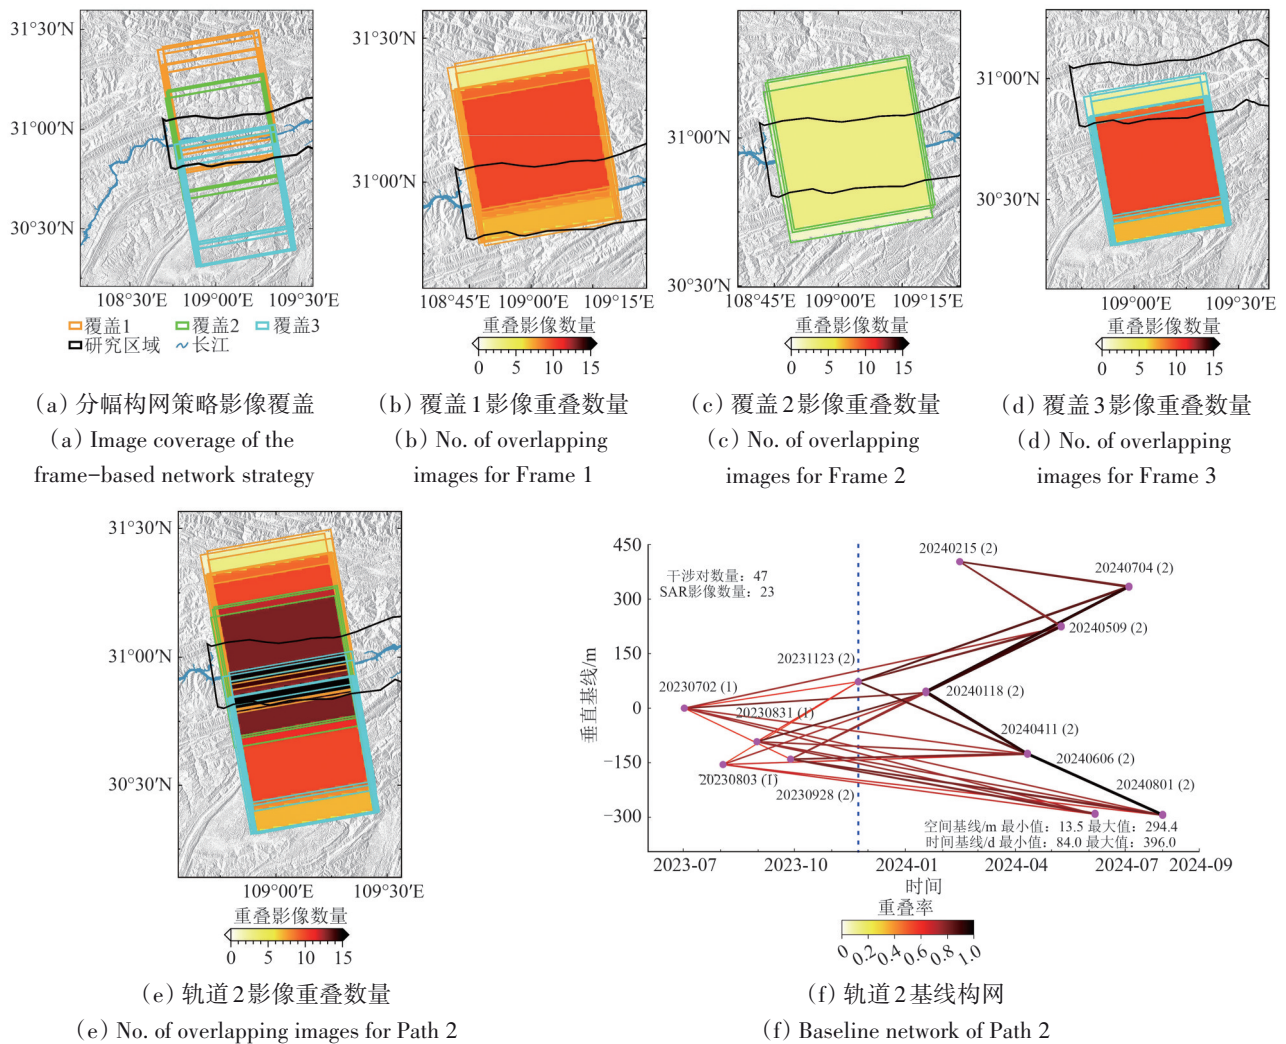 31°30′N
31°00′N
30°30′N
108°30′E 109°00′E 109°30′E
覆盖1 覆盖2 覆盖3
研究区域 长江
(a) 分幅构网策略影像覆盖
(a) Image coverage of the
frame-based network strategy
31°30′N
31°00′N
108°45′E 109°00′E 109°15′E
重叠影像数量
0 5 10 15
(b) 覆盖1影像重叠数量
(b) No. of overlapping
images for Frame 1
31°00′N
30°30′N
108°45′E 109°00′E 109°15′E
重叠影像数量
0 5 10 15
(c) 覆盖2影像重叠数量
(c) No. of overlapping
images for Frame 2
31°00′N
30°30′N
109°00′E 109°30′E
重叠影像数量
0 5 10 15
(d) 覆盖3影像重叠数量
(d) No. of overlapping
images for Frame 3
31°30′N
31°00′N
30°30′N
109°00′E 109°30′E
重叠影像数量
0 5 10 15
(e) 轨道2影像重叠数量
(e) No. of overlapping images for Path 2
450
300
150
0
−150
−300
垂直基线/m
干涉对数量：47
SAR影像数量：23
20240215 (2)
20240704 (2)
20240509 (2)
20231123 (2)
20240118 (2)
20230702 (1)
20230831 (1)
20240411 (2)
20240606 (2)
20230803 (1)
20230928 (2)
20240801 (2)
空间基线/m 最小值：13.5 最大值：294.4
时间基线/d 最小值：84.0 最大值：396.0
2023-07 2023-10 2024-01 2024-04 2024-07 2024-09
时间
重叠率
0 0.2 0.4 0.6 0.8 1.0
(f) 轨道2基线构网
(f) Baseline network of Path 2